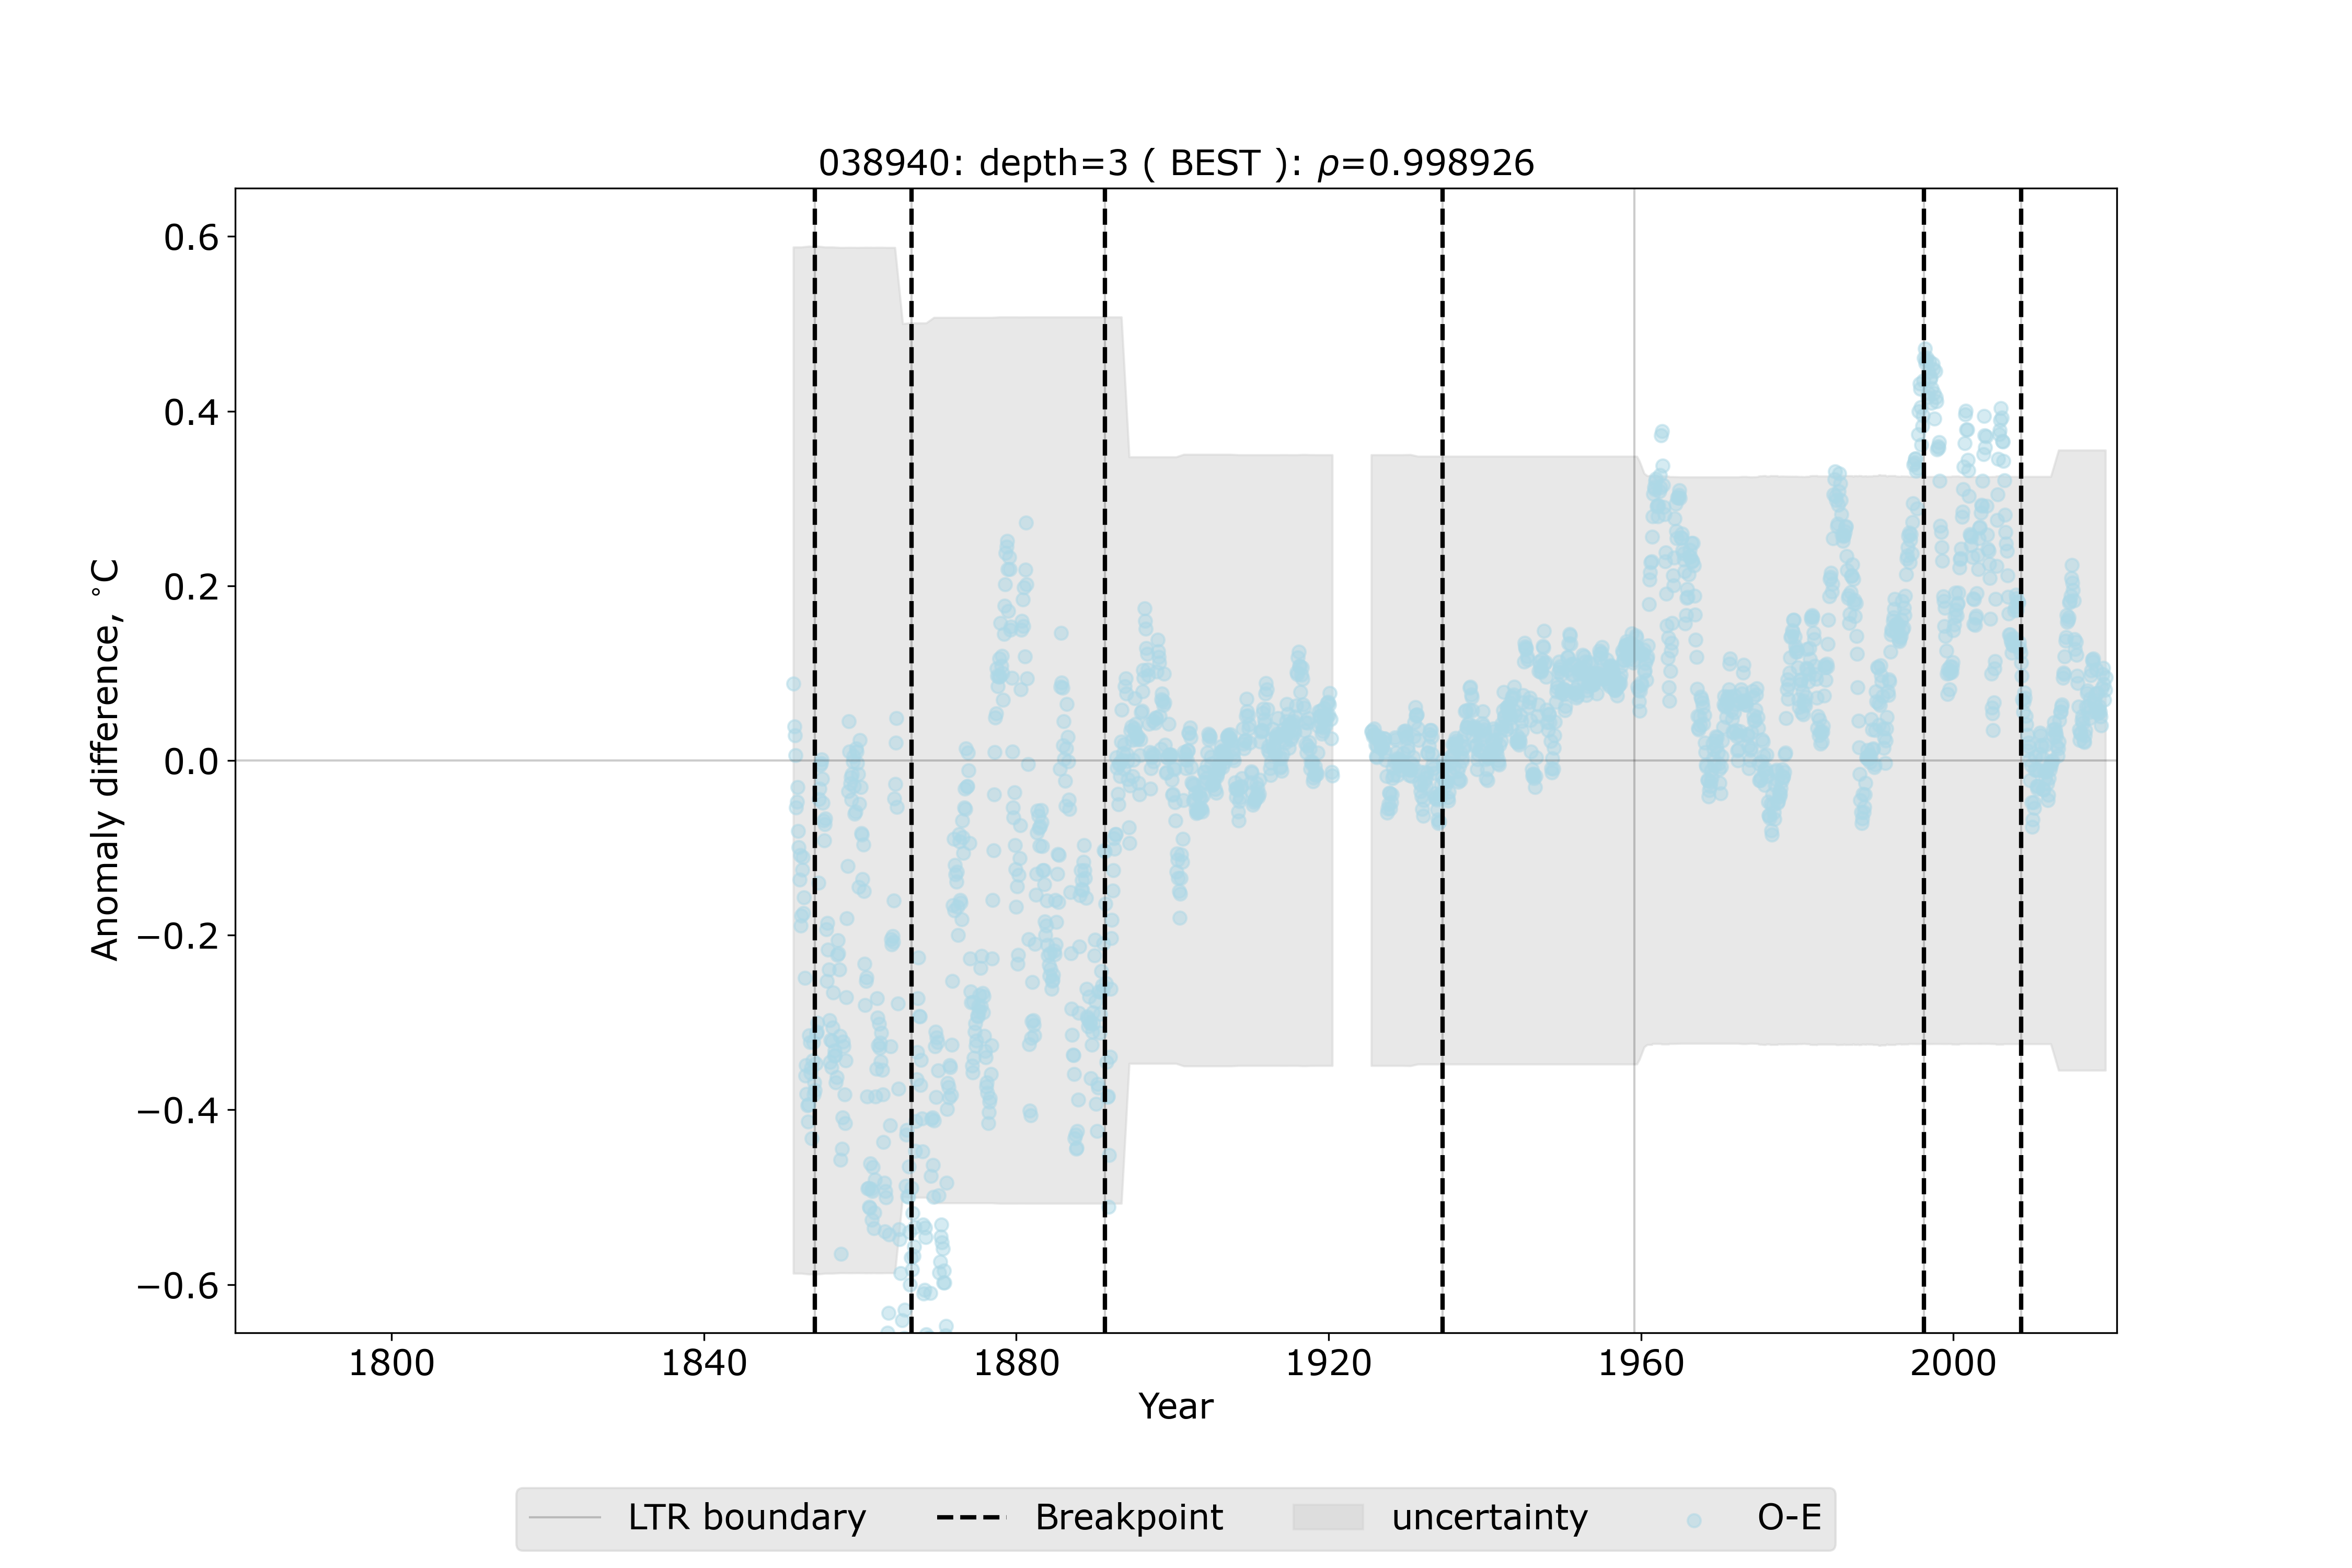 038940: depth=3 ( BEST ): ρ=0.998926
Anomaly difference, °C
0.6
0.4
0.2
0.0
−0.2
−0.4
−0.6
1800 1840 1880 1920 1960 2000
Year
LTR boundary Breakpoint uncertainty O-E